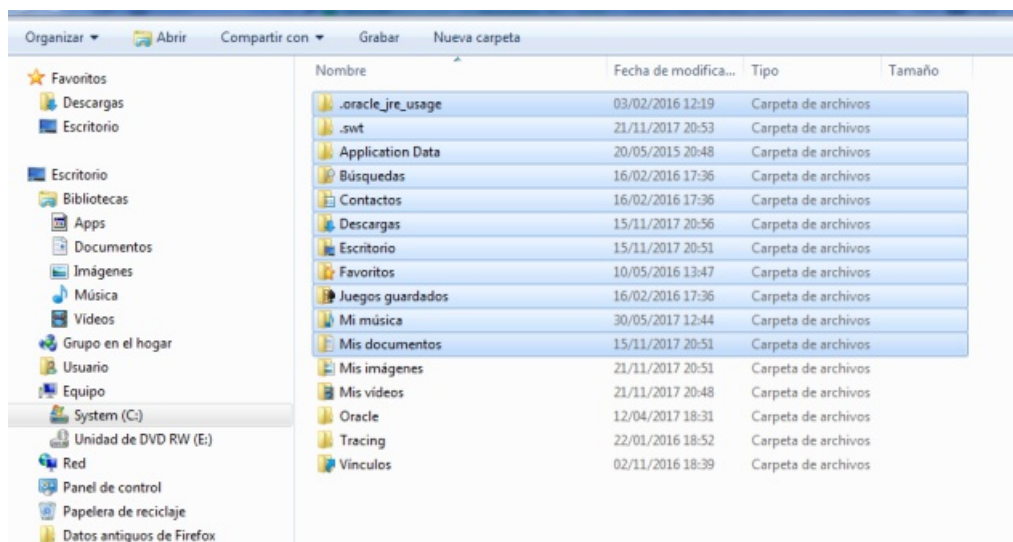 Organizar Abrir Compartir con Grabar Nueva carpeta
Favoritos
Descargas
Escritorio
Escritorio
Bibliotecas
Apps
Documentos
Imágenes
Música
Vídeos
Grupo en el hogar
Usuario
Equipo
System (C:)
Unidad de DVD RW (E:)
Red
Panel de control
Papelera de reciclaje
Datos antiguos de Firefox
Nombre Fecha de modifica... Tipo Tamaño
.oracle_jre_usage 03/02/2016 12:19 Carpeta de archivos
.swt 21/11/2017 20:53 Carpeta de archivos
Application Data 20/05/2015 20:48 Carpeta de archivos
Búsquedas 16/02/2016 17:36 Carpeta de archivos
Contactos 16/02/2016 17:36 Carpeta de archivos
Descargas 15/11/2017 20:56 Carpeta de archivos
Escritorio 15/11/2017 20:51 Carpeta de archivos
Favoritos 10/05/2016 13:47 Carpeta de archivos
Juegos guardados 16/02/2016 17:36 Carpeta de archivos
Mi música 30/05/2017 12:44 Carpeta de archivos
Mis documentos 15/11/2017 20:51 Carpeta de archivos
Mis imágenes 21/11/2017 20:51 Carpeta de archivos
Mis vídeos 21/11/2017 20:48 Carpeta de archivos
Oracle 12/04/2017 18:31 Carpeta de archivos
Tracing 22/01/2016 18:52 Carpeta de archivos
Vínculos 02/11/2016 18:39 Carpeta de archivos